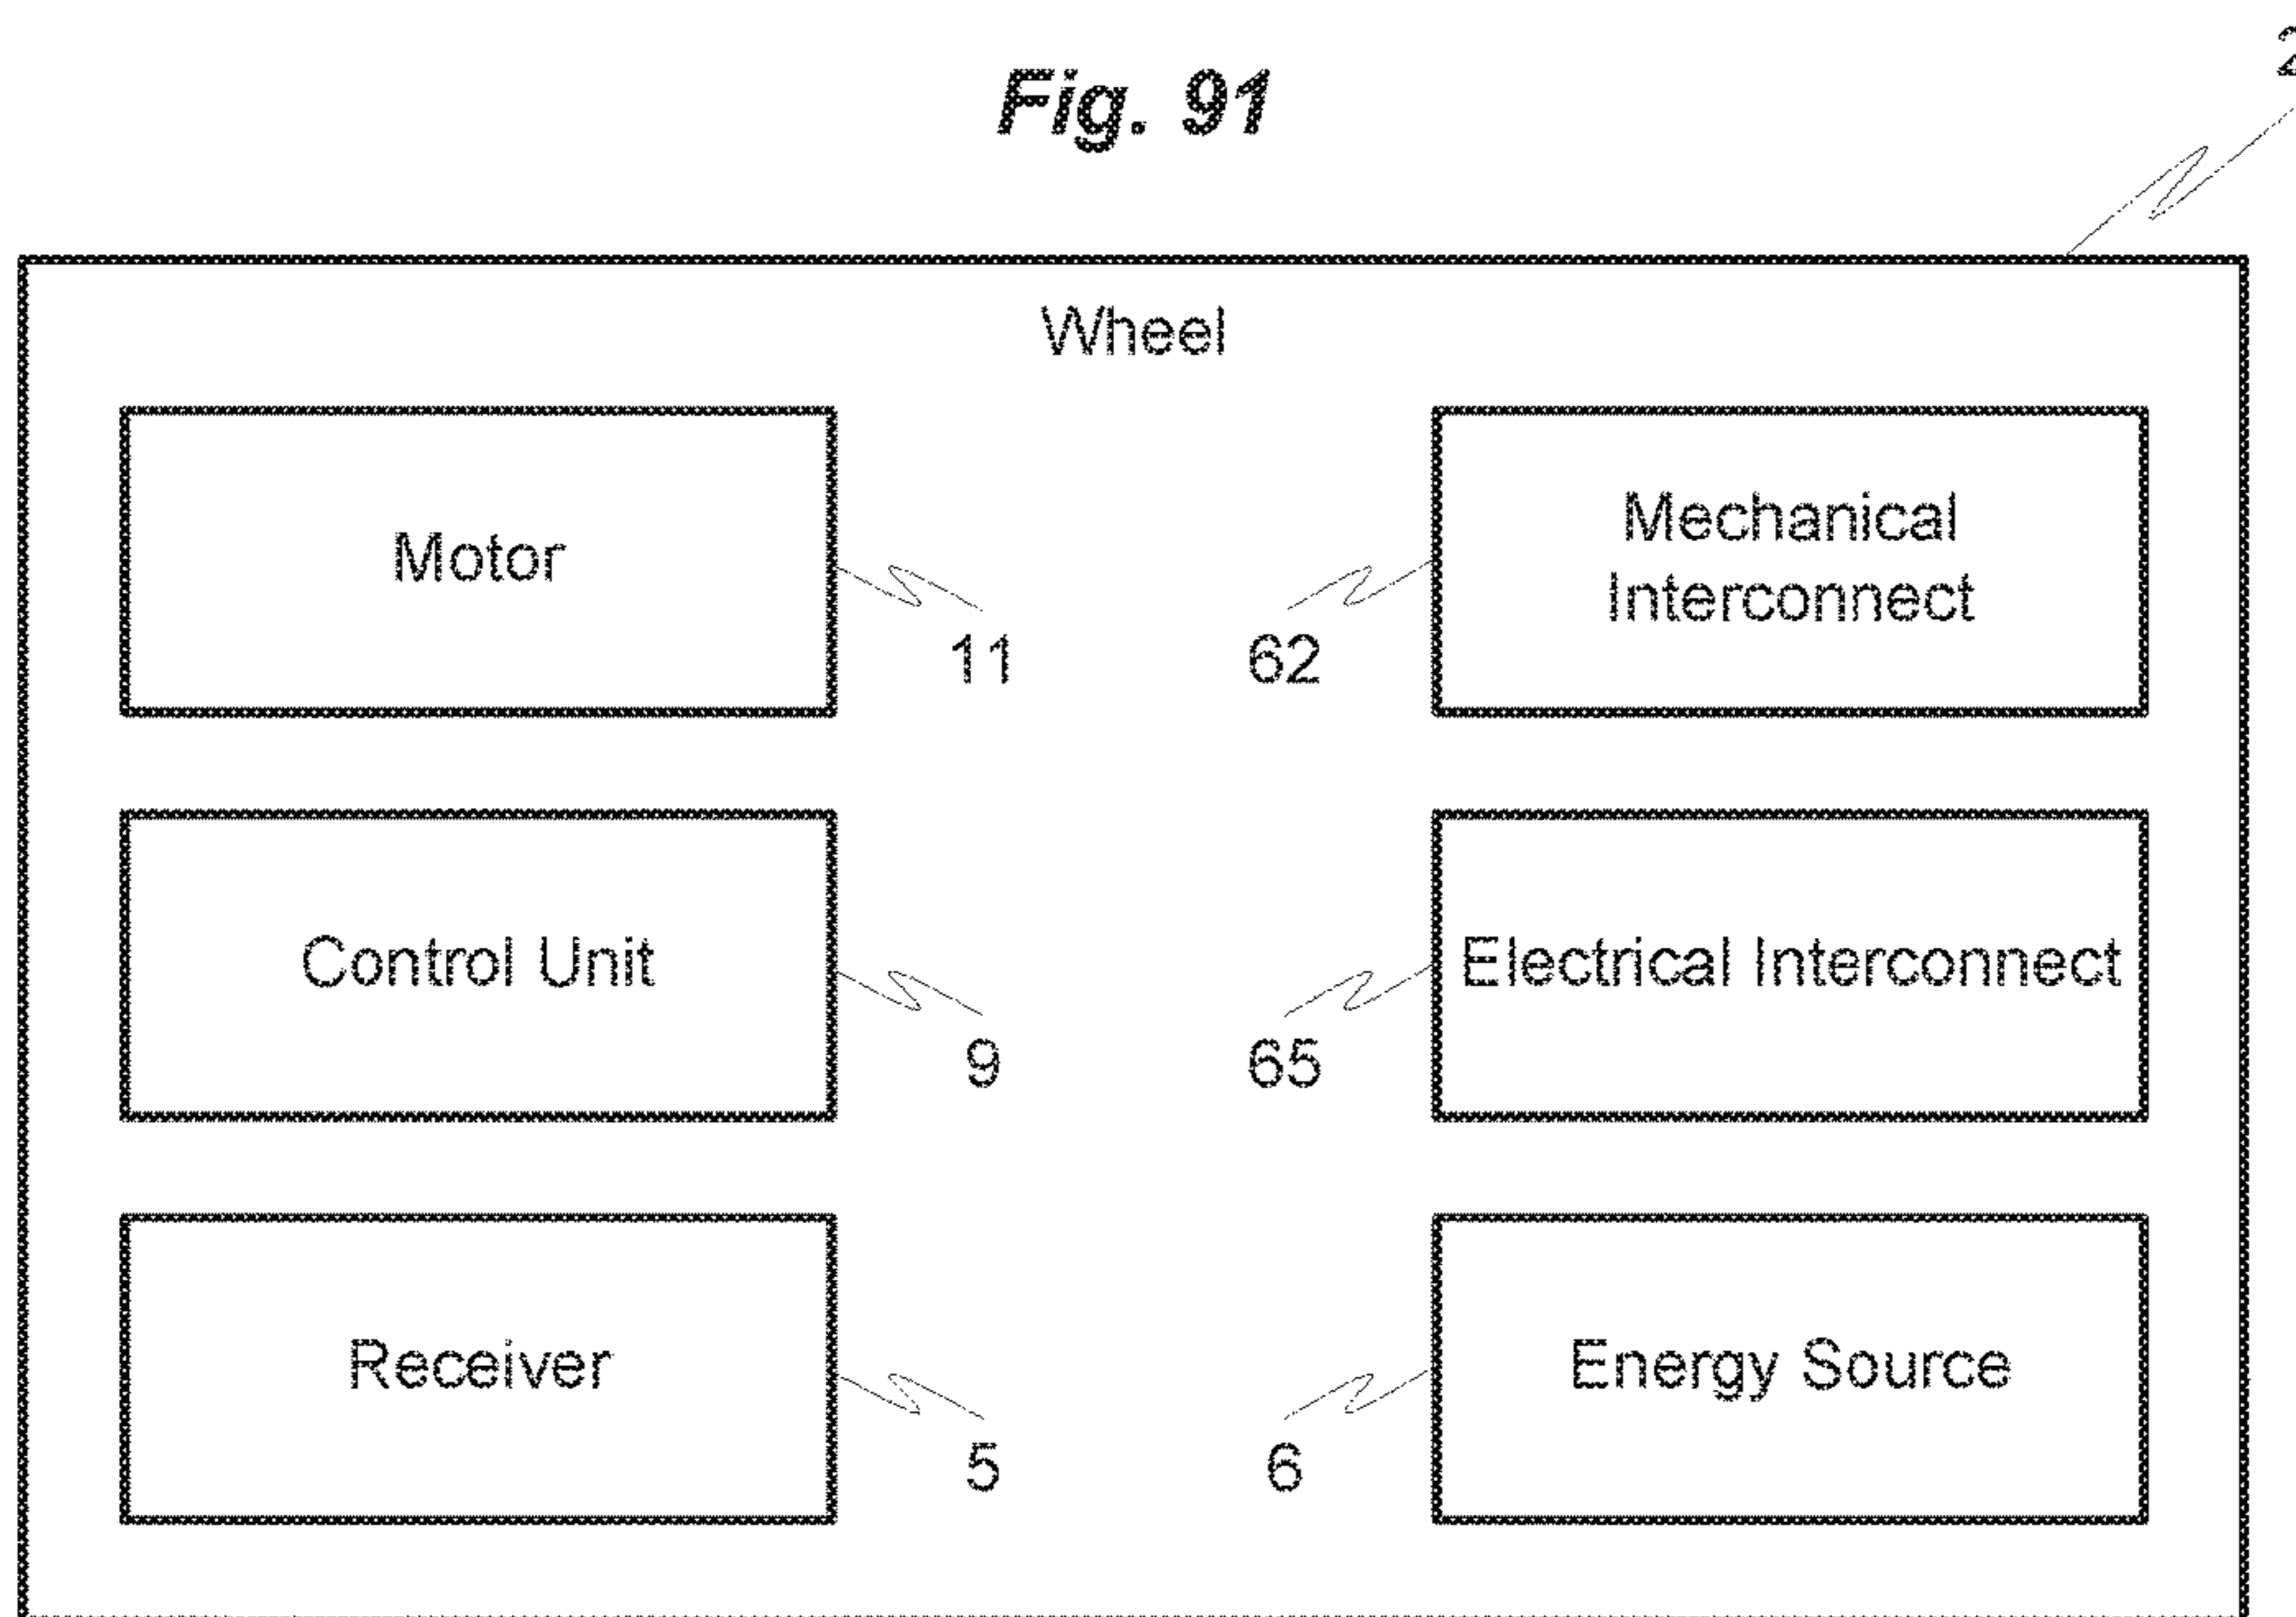 Fig. 91
2
Wheel
Motor
11
Mechanical
Interconnect
62
Control Unit
9
Electrical Interconnect
65
Receiver
5
Energy Source
6